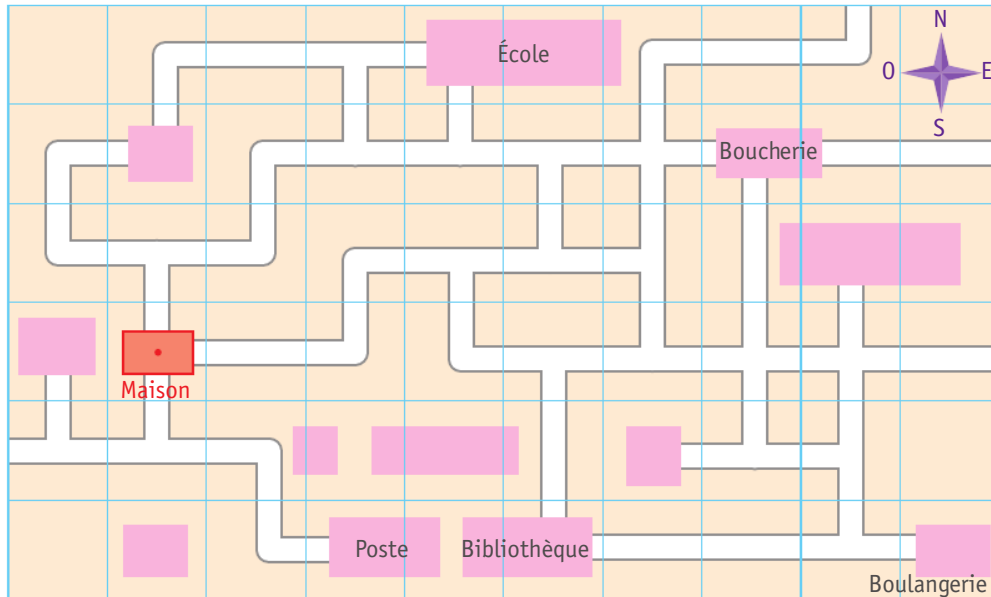 N
École
O
E
S
Boucherie
Maison
Poste
Bibliothèque
Boulangerie